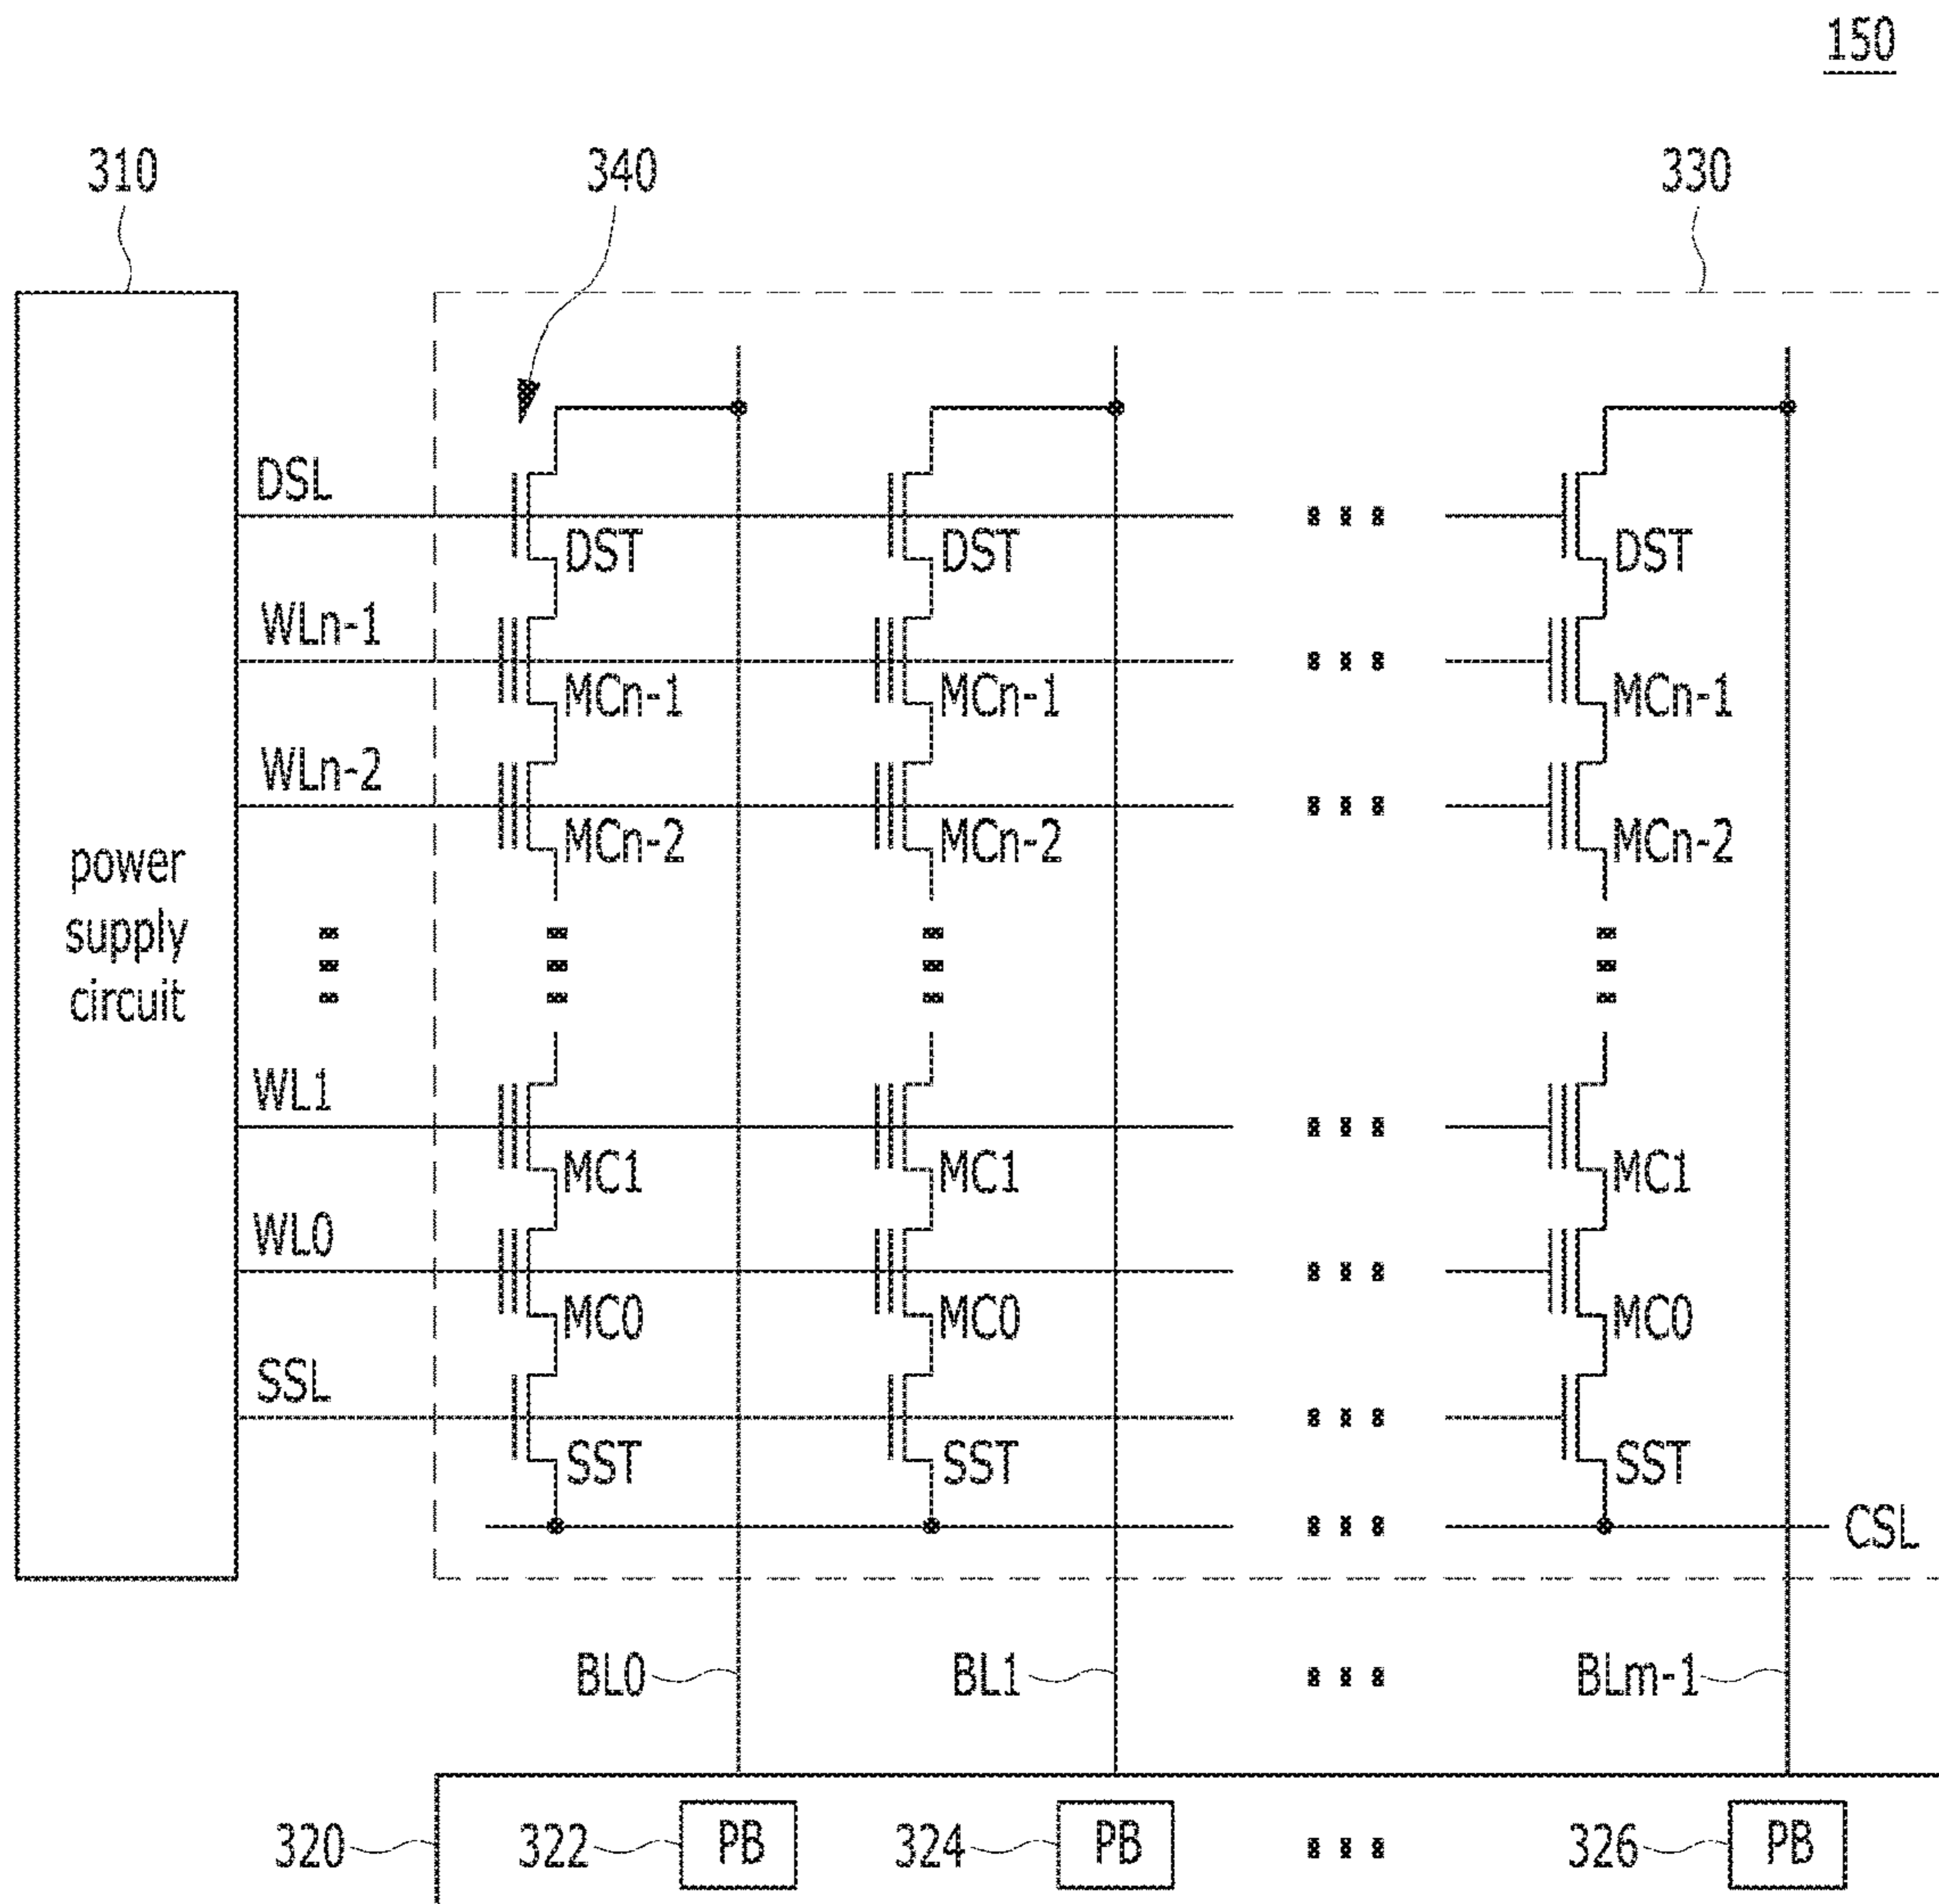 150
310
340
330
DSL
DST DST DST
WLn-1
MCn-1 MCn-1 MCn-1
WLn-2
MCn-2 MCn-2 MCn-2
power
supply
circuit
WL1
MC1 MC1 MC1
WL0
MC0 MC0 MC0
SSL
SST SST SST
CSL
BL0 BL1 BLm-1
320 322 PB 324 PB 326 PB